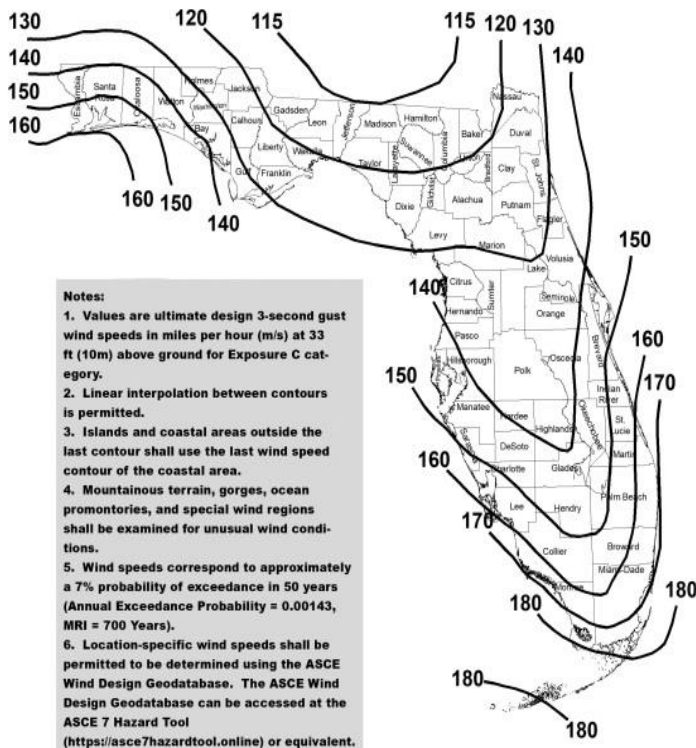 115
120
130
140
130
140
150
160
160
150
140
Escambia
Santa Rosa
Okaloosa
Walton
Holmes
Washington
Jackson
Bay
Calhoun
Gulf
Gadsden
Liberty
Franklin
Leon
Wakulla
Jefferson
Madison
Taylor
Hamilton
Suwannee
Lafayette
Columbia
Baker
Nassau
Duval
Union
Bradford
Clay
St. Johns
Gilchrist
Dixie
Alachua
Putnam
Flagler
Levy
Marion
Volusia
150
140
Citrus
Sumter
Lake
Seminole
Hernando
Orange
160
Pasco
Brevard
Hillsborough
Polk
Osceola
170
150
Indian River
Manatee
Hardee
Highlands
Okeechobee
St. Lucie
Sarasota
DeSoto
Martin
160
Charlotte
Glades
Palm Beach
Lee
Hendry
170
Collier
Broward
Monroe
Miami-Dade
180
180
180
180
Notes:
1. Values are ultimate design 3-second gust
wind speeds in miles per hour (m/s) at 33
ft (10m) above ground for Exposure C cat-
egory.
2. Linear interpolation between contours
is permitted.
3. Islands and coastal areas outside the
last contour shall use the last wind speed
contour of the coastal area.
4. Mountainous terrain, gorges, ocean
promontories, and special wind regions
shall be examined for unusual wind condi-
tions.
5. Wind speeds correspond to approximately
a 7% probability of exceedance in 50 years
(Annual Exceedance Probability = 0.00143,
MRI = 700 Years).
6. Location-specific wind speeds shall be
permitted to be determined using the ASCE
Wind Design Geodatabase. The ASCE Wind
Design Geodatabase can be accessed at the
ASCE 7 Hazard Tool
(https://asce7hazardtool.online) or equivalent.